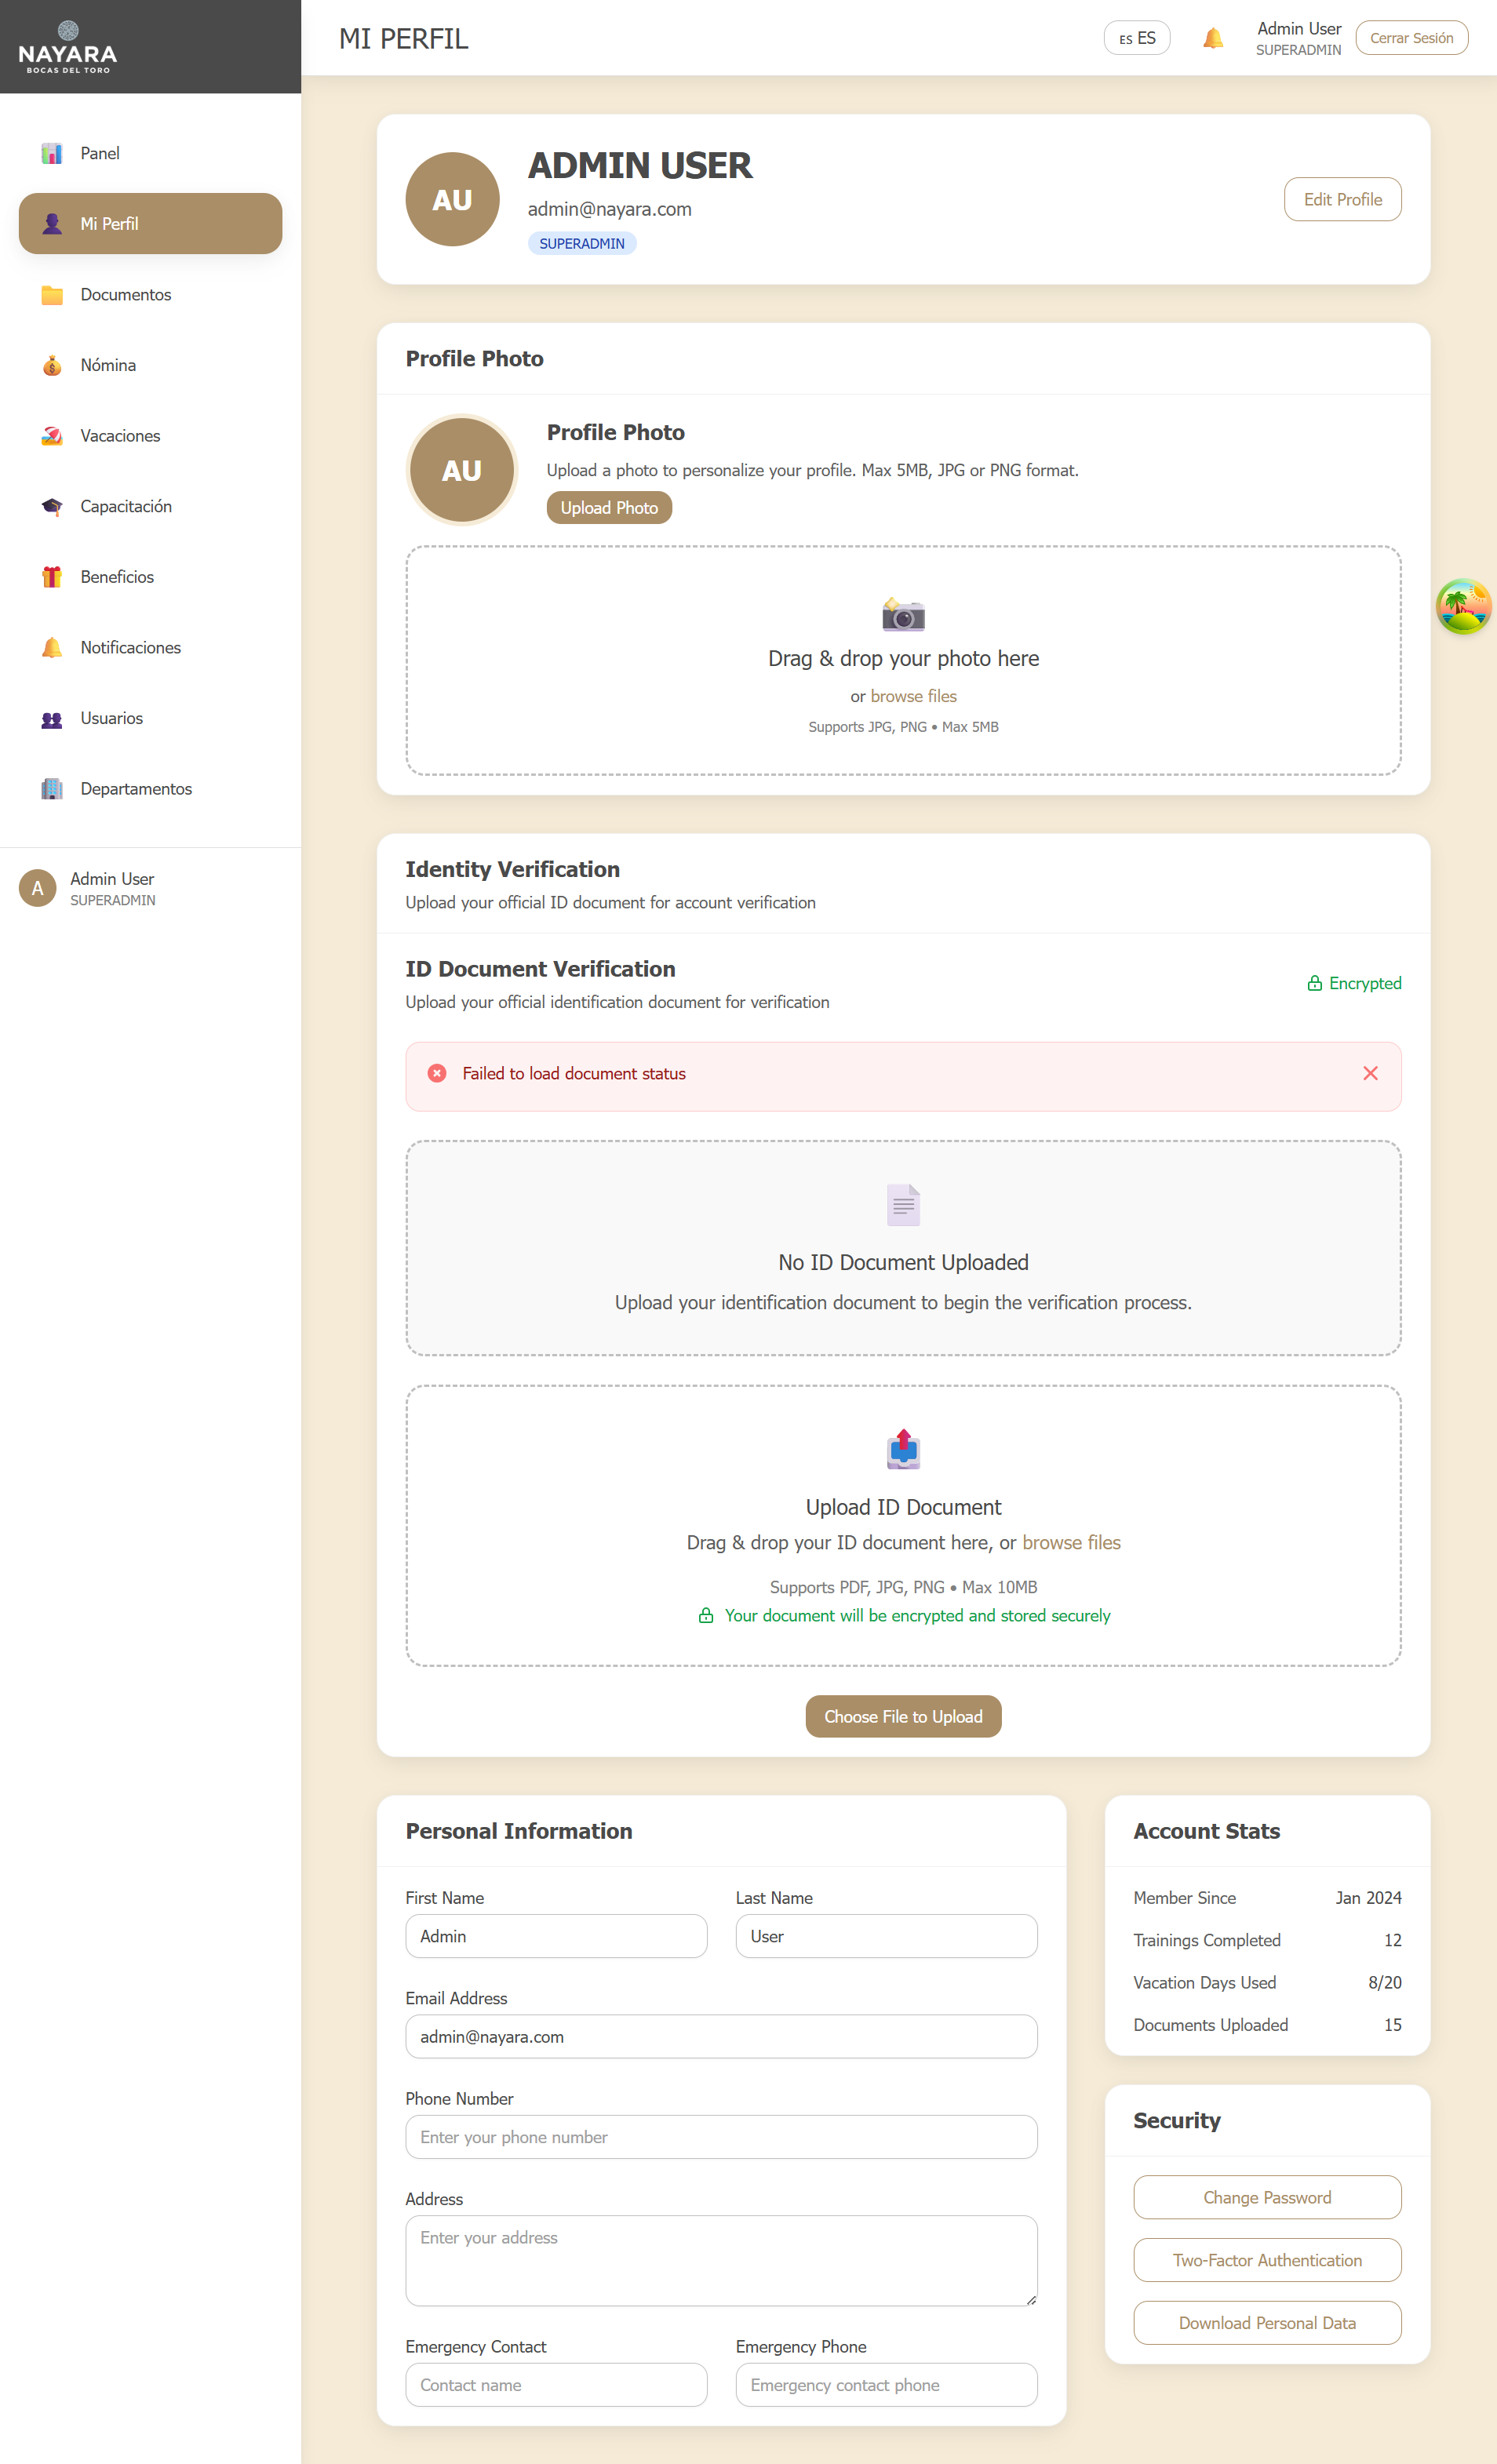 NAYARA
BOCAS DEL TORO
MI PERFIL
ES ES
Admin User
SUPERADMIN
Cerrar Sesión
Panel
Mi Perfil
Documentos
Nómina
Vacaciones
Capacitación
Beneficios
Notificaciones
Usuarios
Departamentos
A
Admin User
SUPERADMIN
AU
ADMIN USER
admin@nayara.com
SUPERADMIN
Edit Profile
Profile Photo
AU
Profile Photo
Upload a photo to personalize your profile. Max 5MB, JPG or PNG format.
Upload Photo
Drag & drop your photo here
or browse files
Supports JPG, PNG • Max 5MB
Identity Verification
Upload your official ID document for account verification
ID Document Verification
Upload your official identification document for verification
Encrypted
Failed to load document status
No ID Document Uploaded
Upload your identification document to begin the verification process.
Upload ID Document
Drag & drop your ID document here, or browse files
Supports PDF, JPG, PNG • Max 10MB
Your document will be encrypted and stored securely
Choose File to Upload
Personal Information
First Name
Last Name
Admin
User
Email Address
admin@nayara.com
Phone Number
Enter your phone number
Address
Enter your address
Emergency Contact
Emergency Phone
Contact name
Emergency contact phone
Account Stats
Member Since Jan 2024
Trainings Completed 12
Vacation Days Used 8/20
Documents Uploaded 15
Security
Change Password
Two-Factor Authentication
Download Personal Data